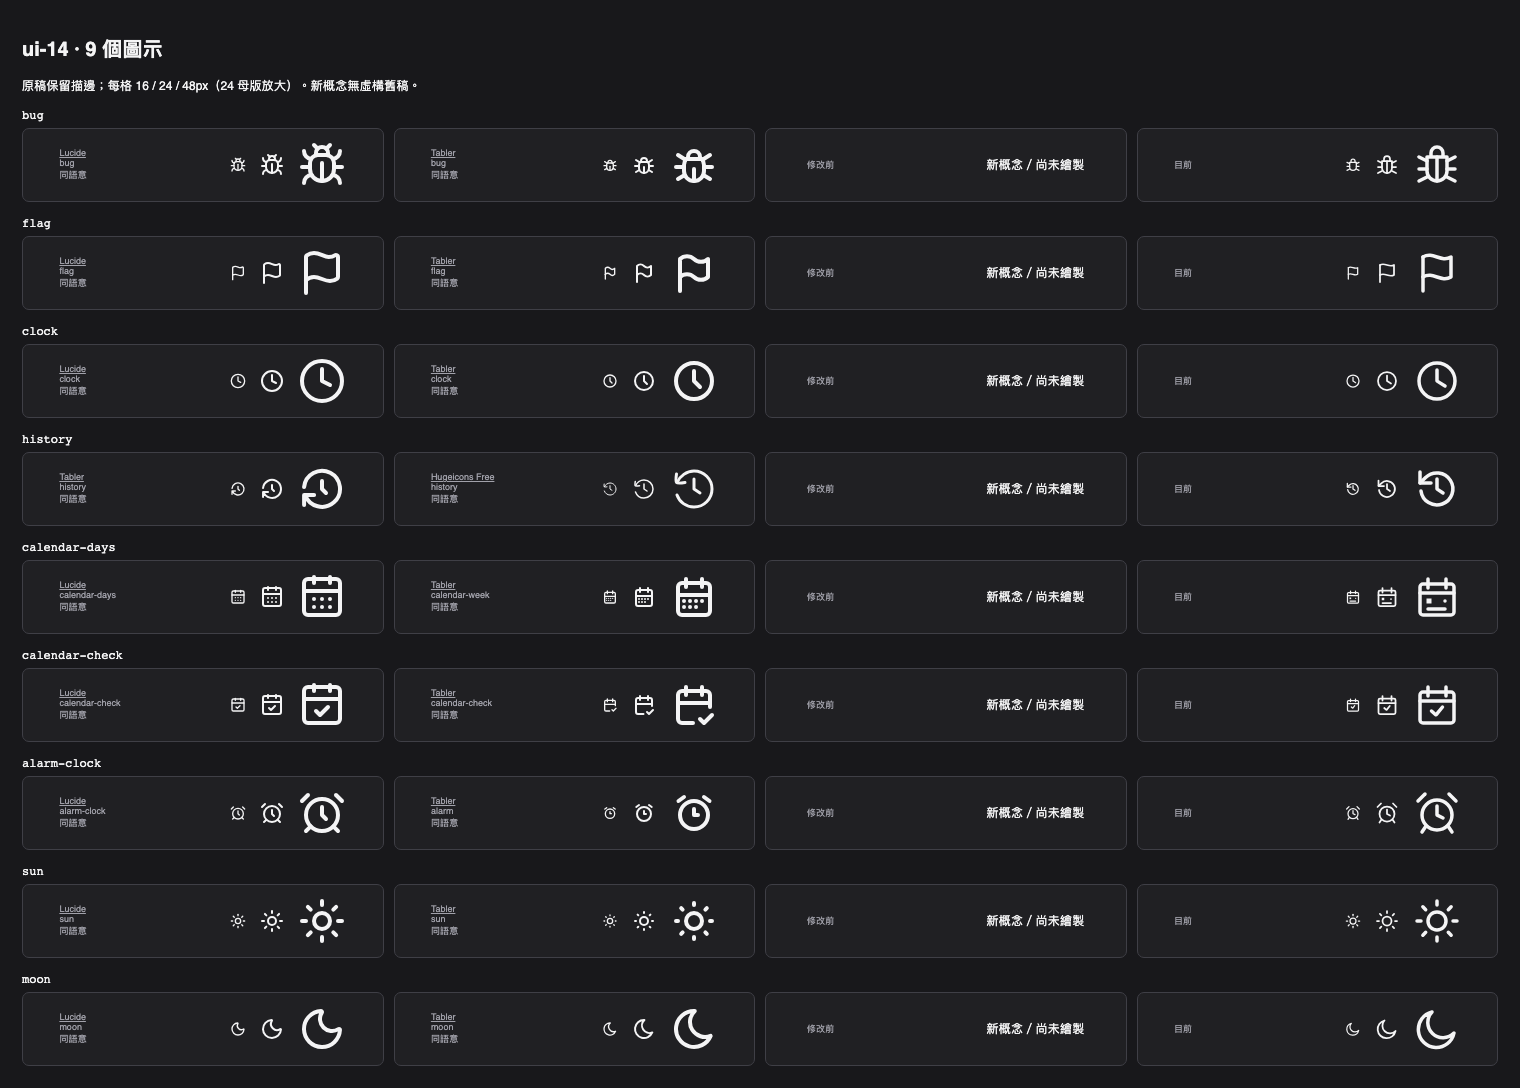 ui-14 · 9 個圖示
原稿保留描邊；每格 16 / 24 / 48px（24 母版放大）。新概念無虛構舊稿。
bug
Lucide
bug
同語意
Tabler
bug
同語意
修改前
新概念 / 尚未繪製
目前
flag
Lucide
flag
同語意
Tabler
flag
同語意
修改前
新概念 / 尚未繪製
目前
clock
Lucide
clock
同語意
Tabler
clock
同語意
修改前
新概念 / 尚未繪製
目前
history
Tabler
history
同語意
Hugeicons Free
history
同語意
修改前
新概念 / 尚未繪製
目前
calendar-days
Lucide
calendar-days
同語意
Tabler
calendar-week
同語意
修改前
新概念 / 尚未繪製
目前
calendar-check
Lucide
calendar-check
同語意
Tabler
calendar-check
同語意
修改前
新概念 / 尚未繪製
目前
alarm-clock
Lucide
alarm-clock
同語意
Tabler
alarm
同語意
修改前
新概念 / 尚未繪製
目前
sun
Lucide
sun
同語意
Tabler
sun
同語意
修改前
新概念 / 尚未繪製
目前
moon
Lucide
moon
同語意
Tabler
moon
同語意
修改前
新概念 / 尚未繪製
目前